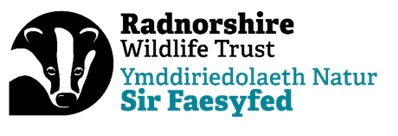 Radnorshire
Wildlife Trust
Ymddiriedolaeth Natur
Sir Faesyfed